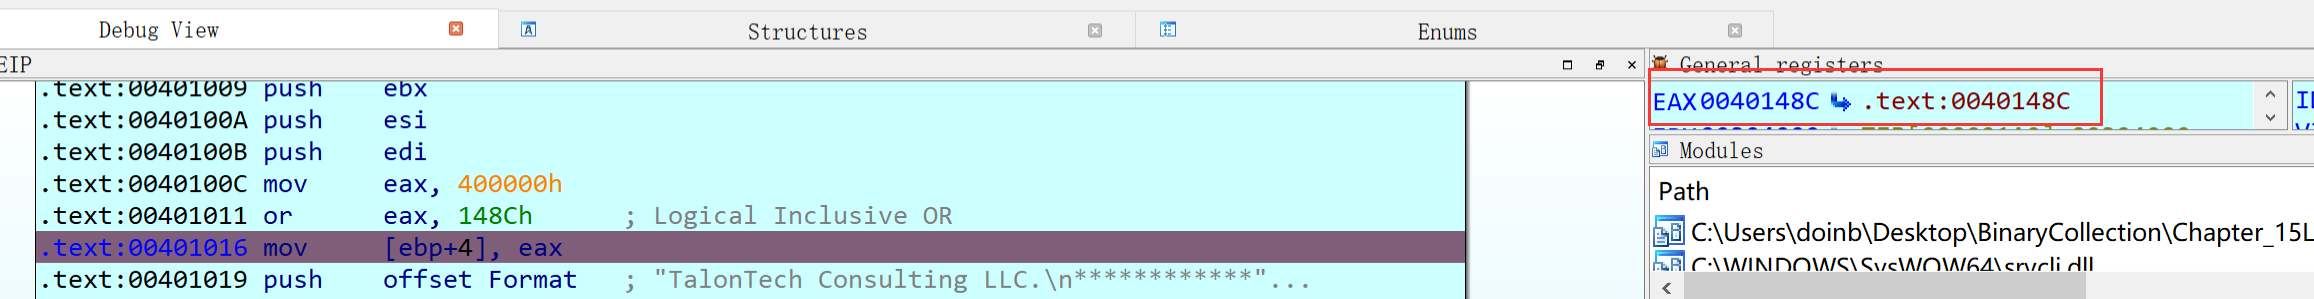 Debug View
Structures
Enums
EIP
General registers
.text:00401009 push ebx
.text:0040100A push esi
.text:0040100B push edi
.text:0040100C mov eax, 400000h
.text:00401011 or eax, 148Ch ; Logical Inclusive OR
.text:00401016 mov [ebp+4], eax
.text:00401019 push offset Format ; "TalonTech Consulting LLC.\n************"...
EAX 0040148C .text:0040148C
Modules
Path
C:\Users\doinb\Desktop\BinaryCollection\Chapter_15L
C:\WINDOWS\SysWOW64\srvcli.dll